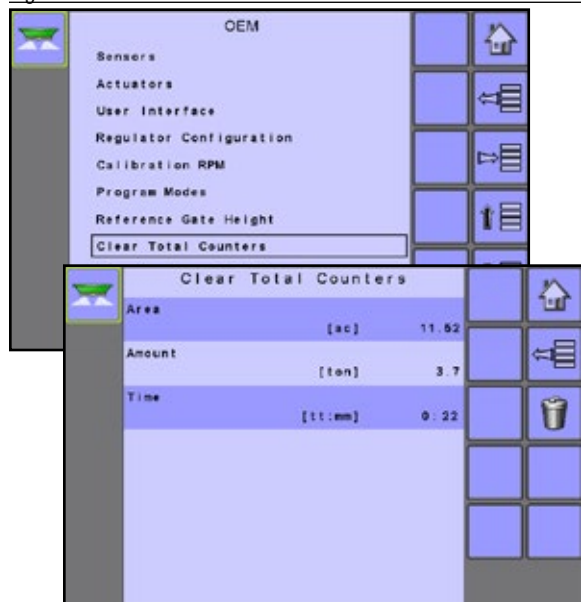 OEM
Sensors
Actuators
User Interface
Regulator Configuration
Calibration RPM
Program Modes
Reference Gate Height
Clear Total Counters
Clear Total Counters
Area
[ac] 11.52
Amount
[ton] 3.7
Time
[tt:mm] 0:22